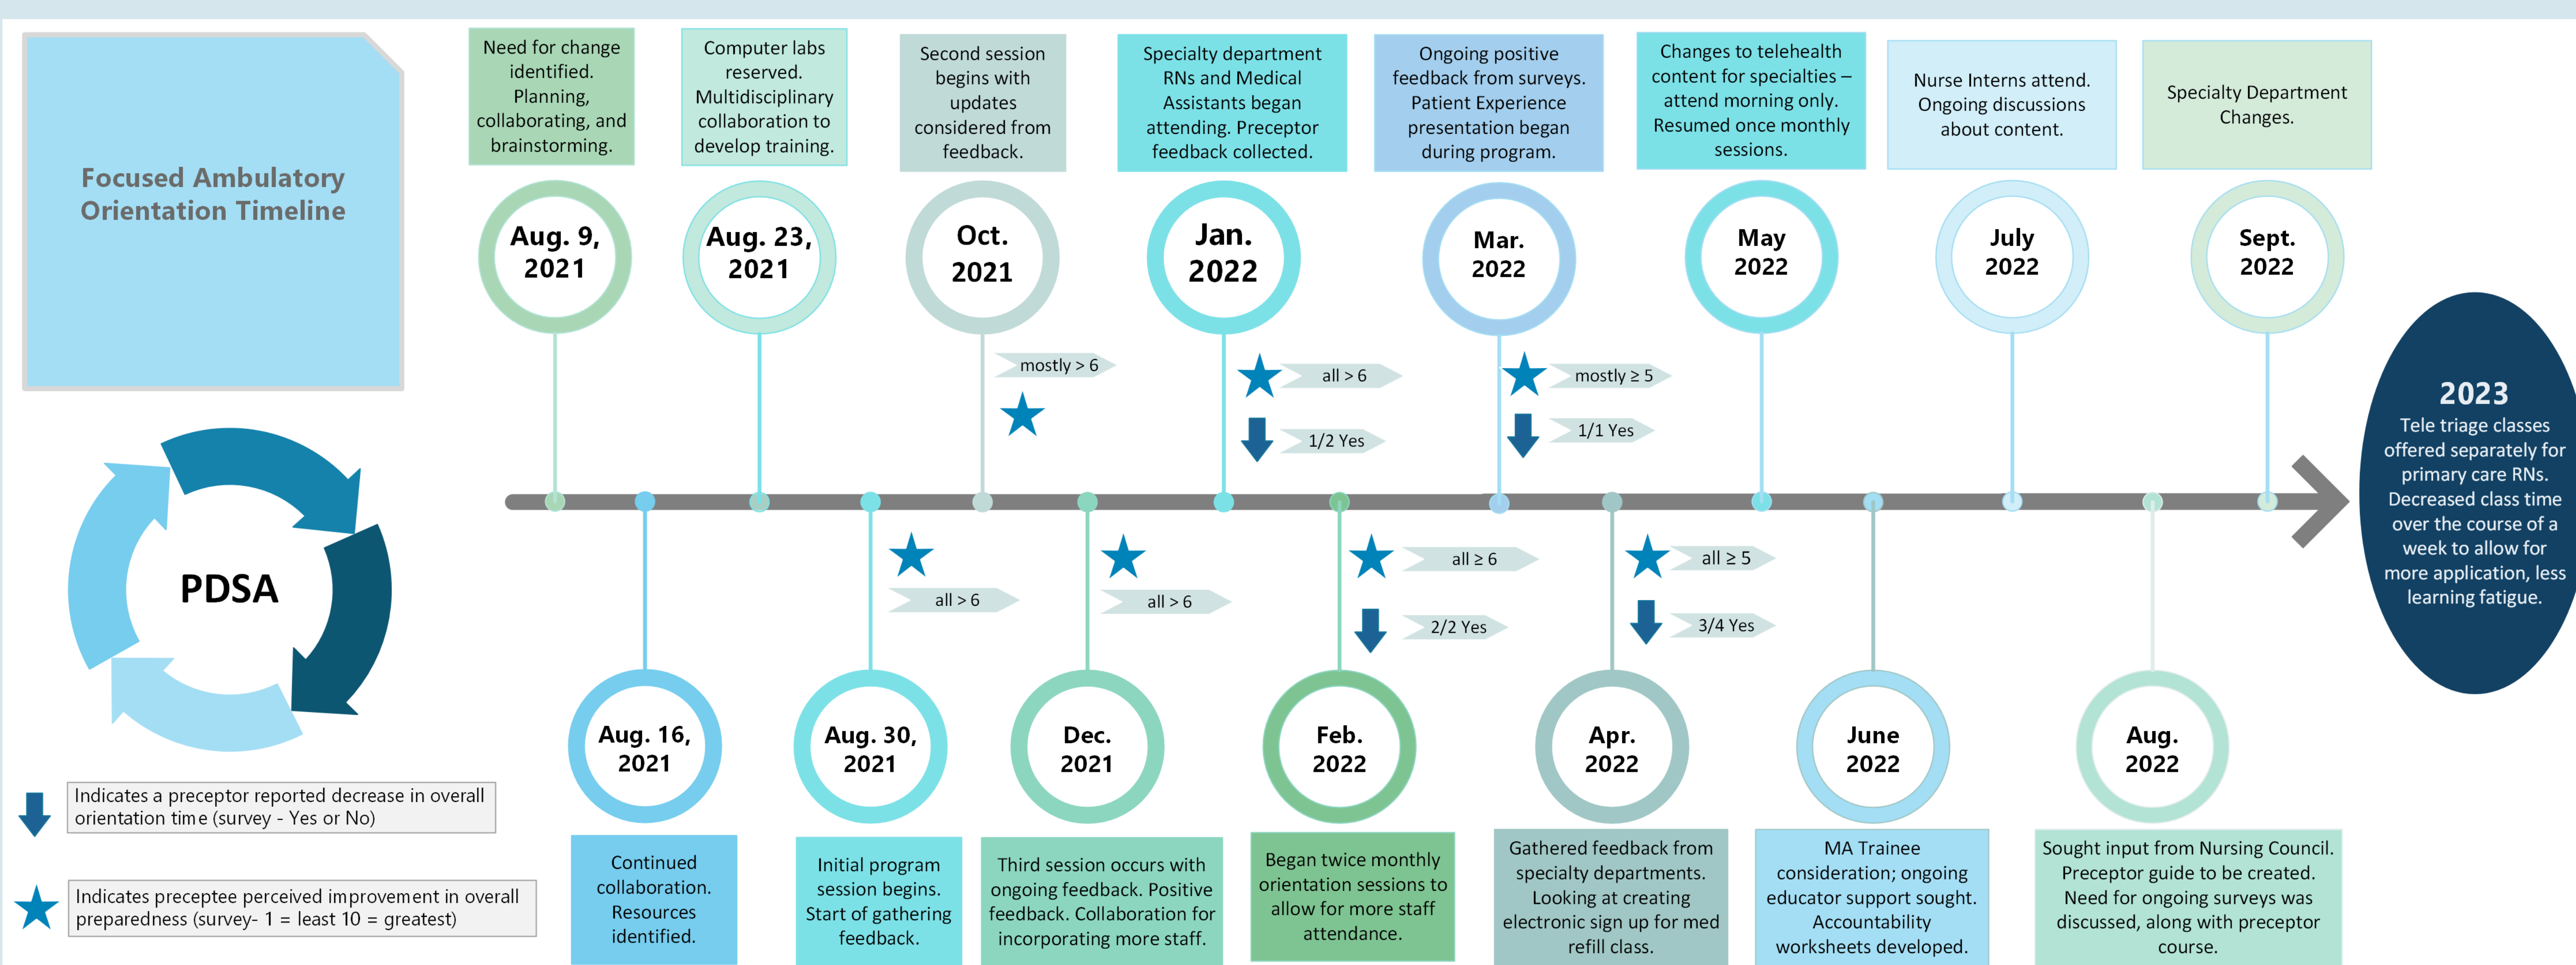 Focused Ambulatory
Orientation Timeline
PDSA
Indicates a preceptor reported decrease in overall
orientation time (survey - Yes or No)
Indicates preceptee perceived improvement in overall
preparedness (survey- 1 = least 10 = greatest)
Need for change
identified.
Planning,
collaborating, and
brainstorming.
Aug. 9,
2021
Continued
collaboration.
Resources
identified.
Aug. 16,
2021
Computer labs
reserved.
Multidisciplinary
collaboration to
develop training.
Aug. 23,
2021
all > 6
Aug. 30,
2021
Initial program
session begins.
Start of gathering
feedback.
Second session
begins with
updates
considered from
feedback.
Oct.
2021
mostly > 6
all > 6
Dec.
2021
Third session occurs with
ongoing feedback. Positive
feedback. Collaboration for
incorporating more staff.
Specialty department
RNs and Medical
Assistants began
attending. Preceptor
feedback collected.
Jan.
2022
all > 6
1/2 Yes
all ≥ 6
2/2 Yes
Feb.
2022
Began twice monthly
orientation sessions to
allow for more staff
attendance.
Ongoing positive
feedback from surveys.
Patient Experience
presentation began
during program.
Mar.
2022
mostly ≥ 5
1/1 Yes
all ≥ 5
3/4 Yes
Apr.
2022
Gathered feedback from
specialty departments.
Looking at creating
electronic sign up for med
refill class.
Changes to telehealth
content for specialties –
attend morning only.
Resumed once monthly
sessions.
May
2022
June
2022
MA Trainee
consideration; ongoing
educator support sought.
Accountability
worksheets developed.
Nurse Interns attend.
Ongoing discussions
about content.
July
2022
Aug.
2022
Sought input from Nursing Council.
Preceptor guide to be created.
Need for ongoing surveys was
discussed, along with preceptor
course.
Specialty Department
Changes.
Sept.
2022
2023
Tele triage classes
offered separately for
primary care RNs.
Decreased class time
over the course of a
week to allow for
more application, less
learning fatigue.